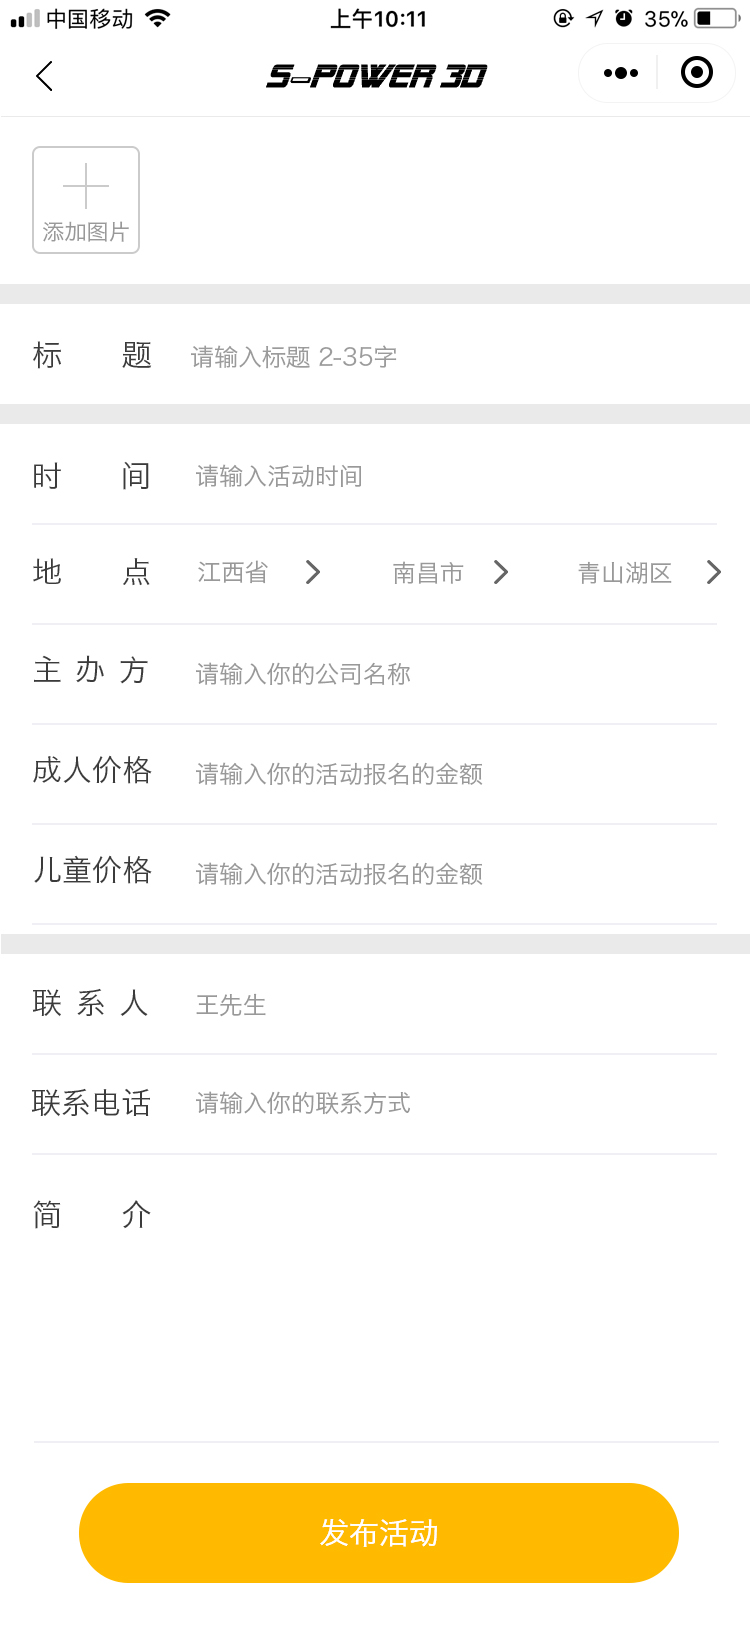 中国移动 上午10:11 35%
S-POWER 3D
添加图片
标 题 请输入标题 2-35字
时 间 请输入活动时间
地 点 江西省 南昌市 青山湖区
主 办 方 请输入你的公司名称
成人价格 请输入你的活动报名的金额
儿童价格 请输入你的活动报名的金额
联 系 人 王先生
联系电话 请输入你的联系方式
简 介
发布活动